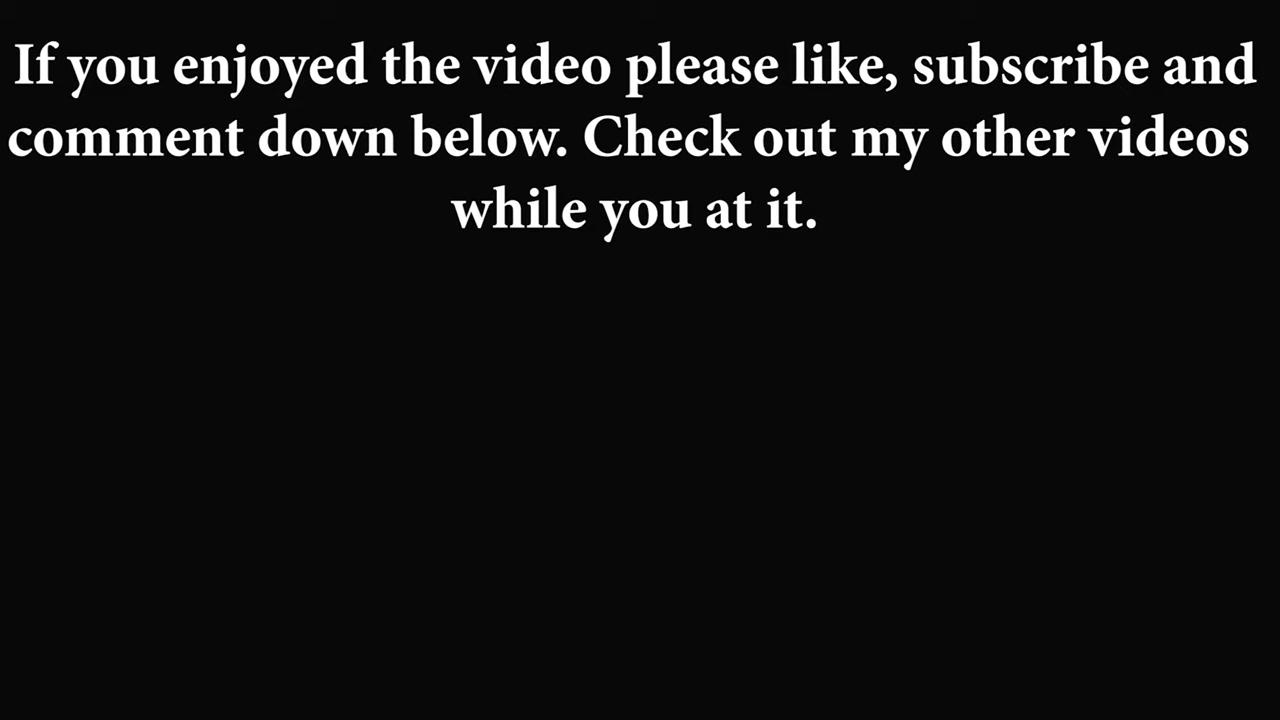 If you enjoyed the video please like, subscribe and
comment down below. Check out my other videos
while you at it.